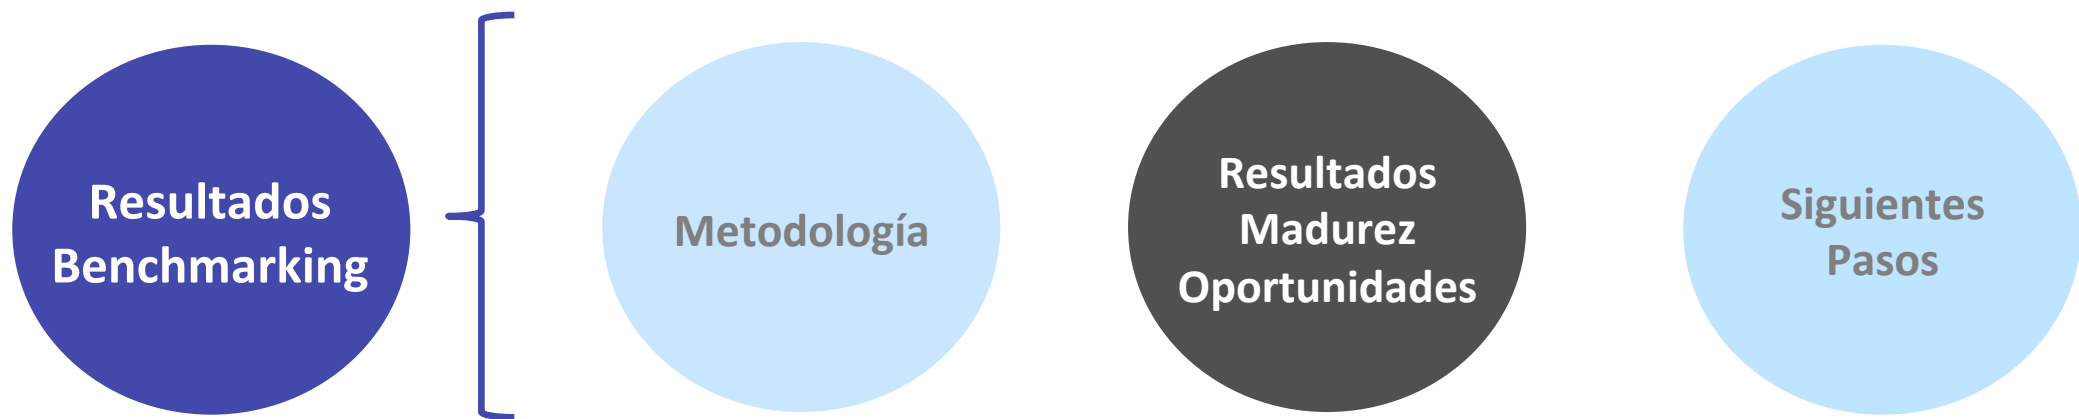 Resultados
Benchmarking
Metodología
Resultados
Madurez
Oportunidades
Siguientes
Pasos